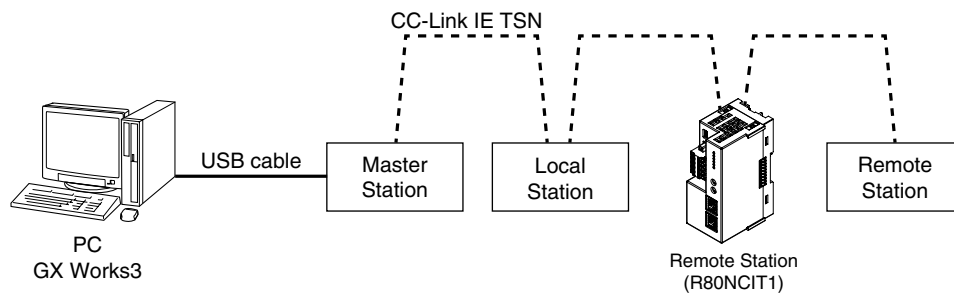 CC-Link IE TSN
USB cable
Master
Station
Local
Station
Remote
Station
PC
GX Works3
Remote Station
(R80NCIT1)